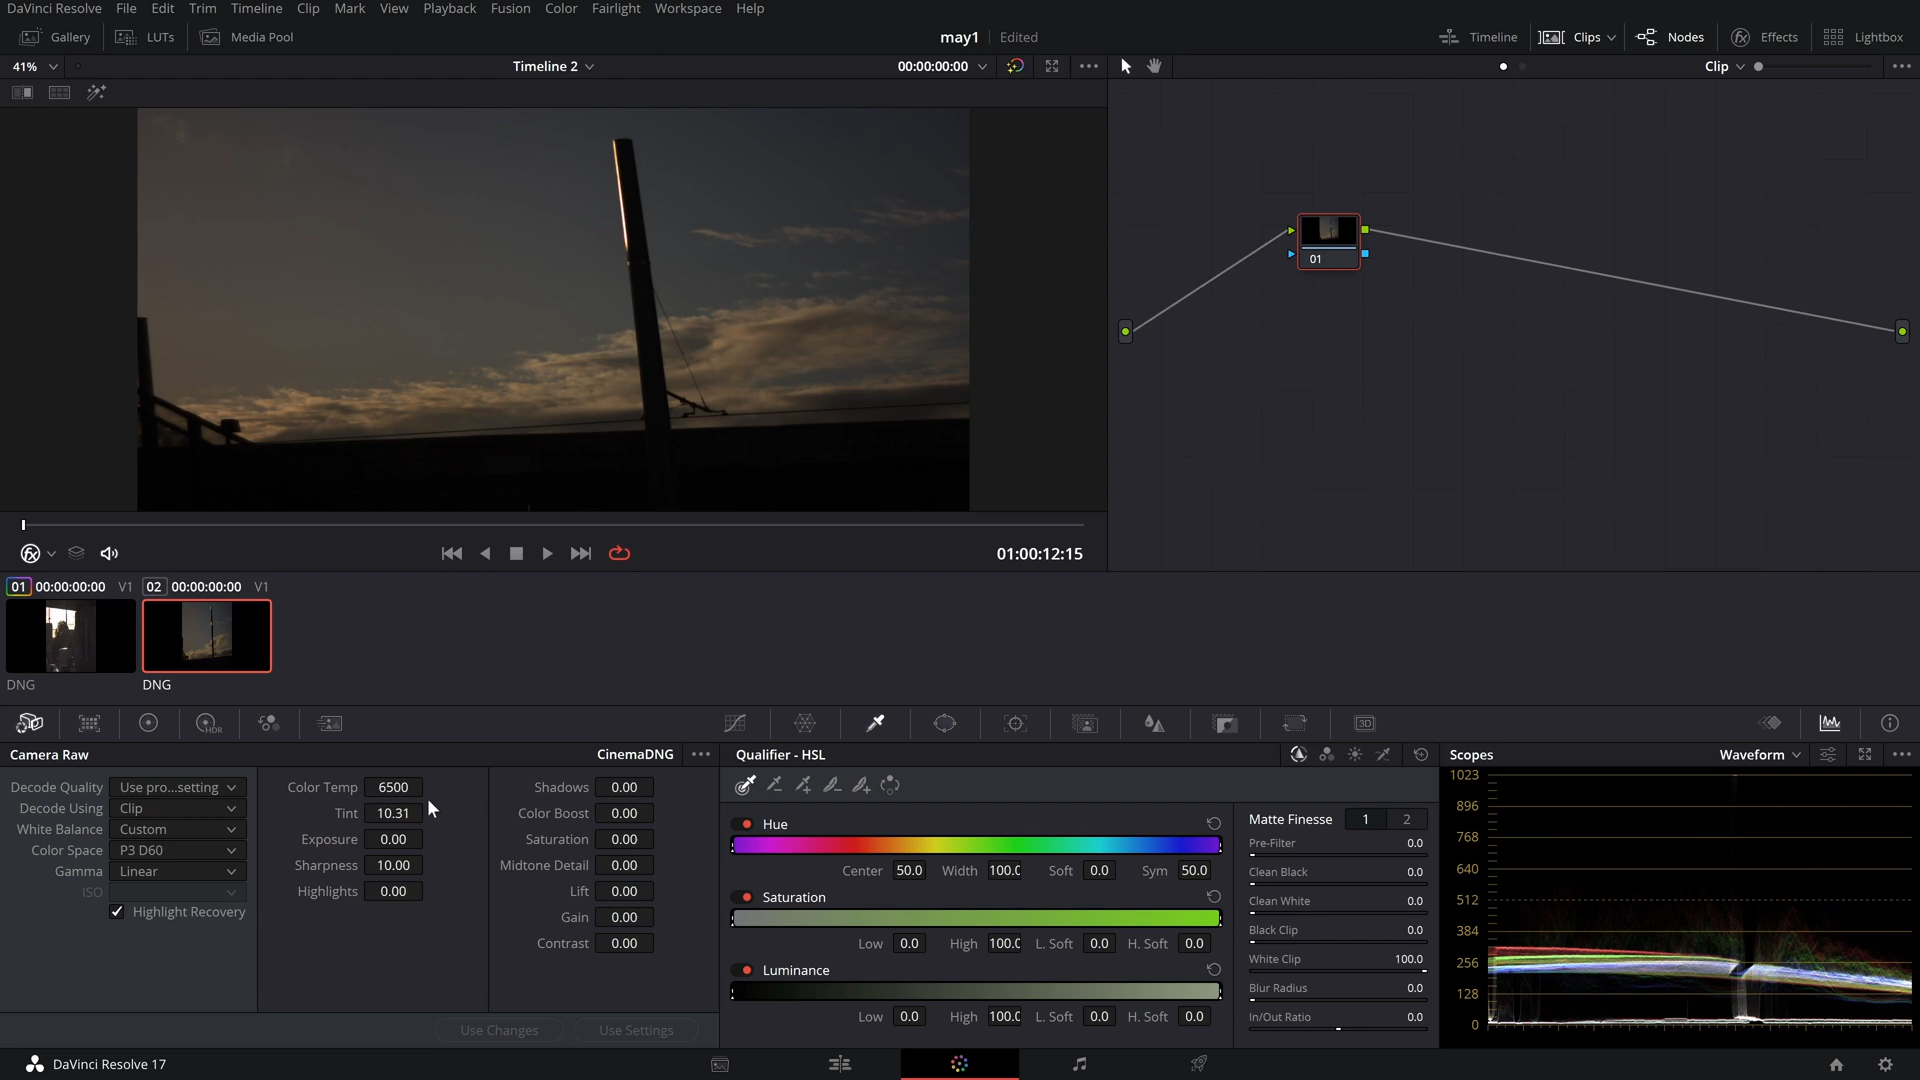 DaVinci Resolve File Edit Trim Timeline Clip Mark View Playback Fusion Color Fairlight Workspace Help
Gallery LUTs Media Pool may1 Edited Timeline Clips Nodes Effects Lightbox
41% Timeline 2 00:00:00:00 Clip
01
01:00:12:15
01 00:00:00:00 V1 02 00:00:00:00 V1
DNG DNG
HDR 3D
Camera Raw CinemaDNG Qualifier - HSL Scopes Waveform
Decode Quality Use pro...setting Color Temp 6500 Shadows 0.00
Decode Using Clip Tint 10.31 Color Boost 0.00
White Balance Custom Exposure 0.00 Saturation 0.00
Color Space P3 D60 Sharpness 10.00 Midtone Detail 0.00
Gamma Linear Highlights 0.00 Lift 0.00
ISO Gain 0.00
Highlight Recovery Contrast 0.00
Use Changes Use Settings
Hue
Center 50.0 Width 100.0 Soft 0.0 Sym 50.0
Saturation
Low 0.0 High 100.0 L. Soft 0.0 H. Soft 0.0
Luminance
Low 0.0 High 100.0 L. Soft 0.0 H. Soft 0.0
Matte Finesse 1 2
Pre-Filter 0.0
Clean Black 0.0
Clean White 0.0
Black Clip 0.0
White Clip 100.0
Blur Radius 0.0
In/Out Ratio 0.0
1023
896
768
640
512
384
256
128
0
DaVinci Resolve 17